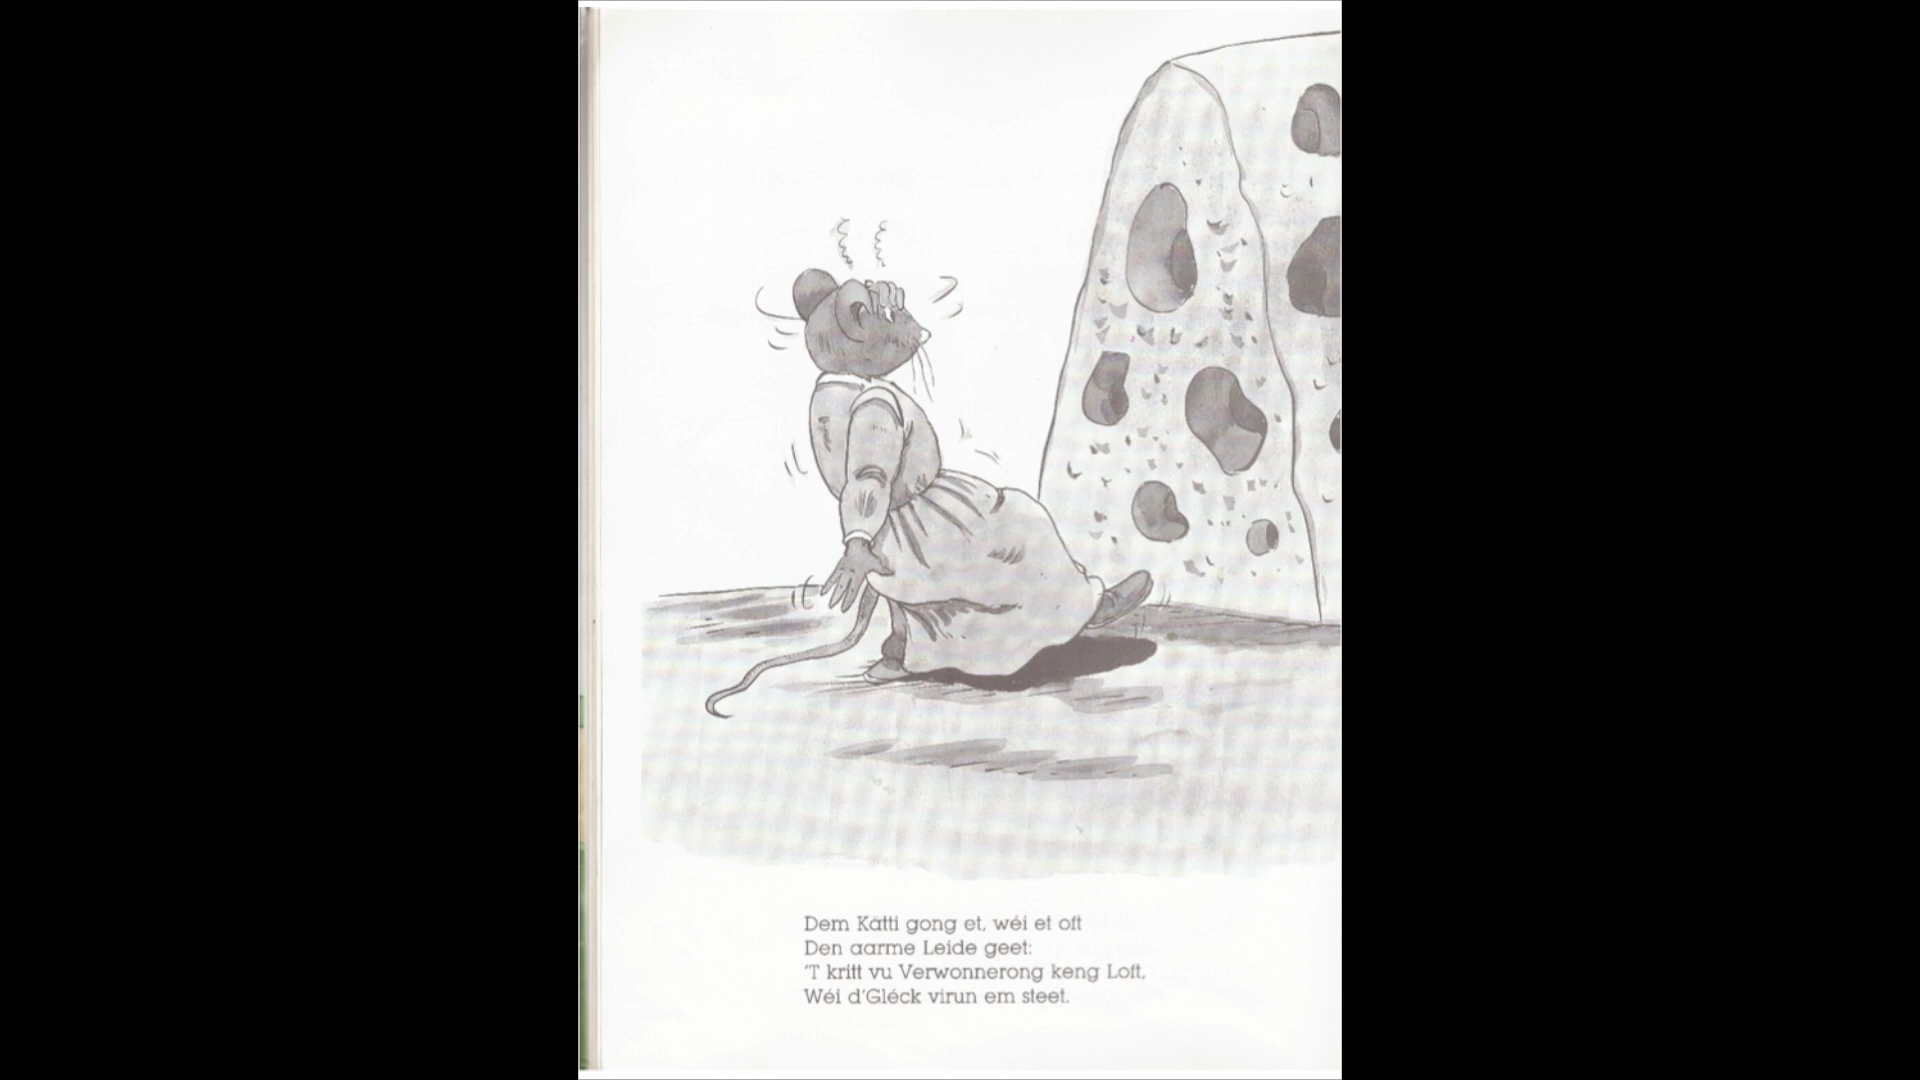 Dem Kätti gong et, wéi et oft
Den aarme Leide geet:
'T kritt vu Verwonnerong keng Loft,
Wéi d'Gléck virun em steet.